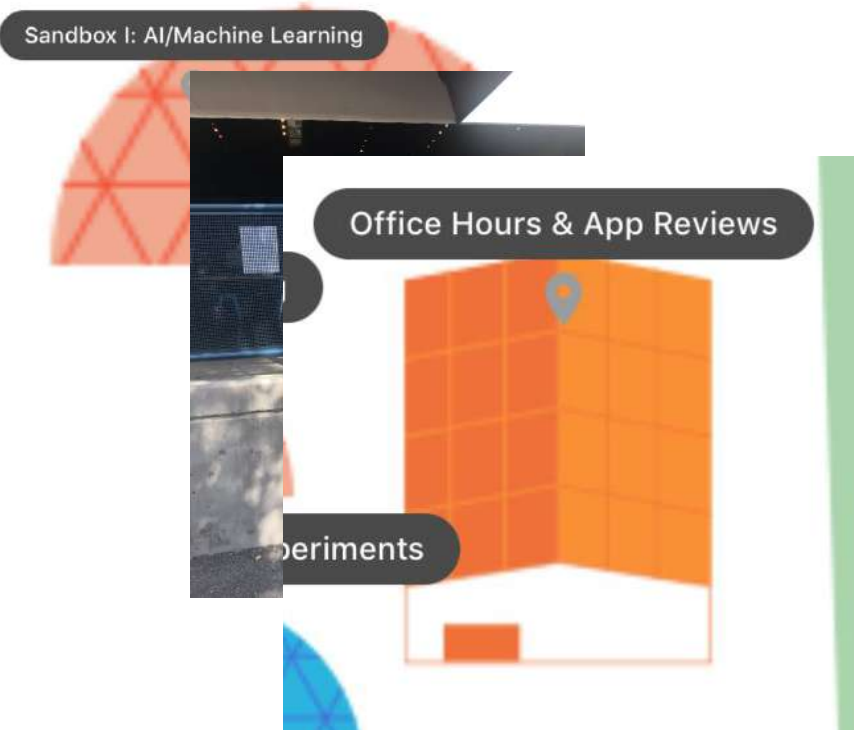 Sandbox I: AI/Machine Learning
Office Hours & App Reviews
periments